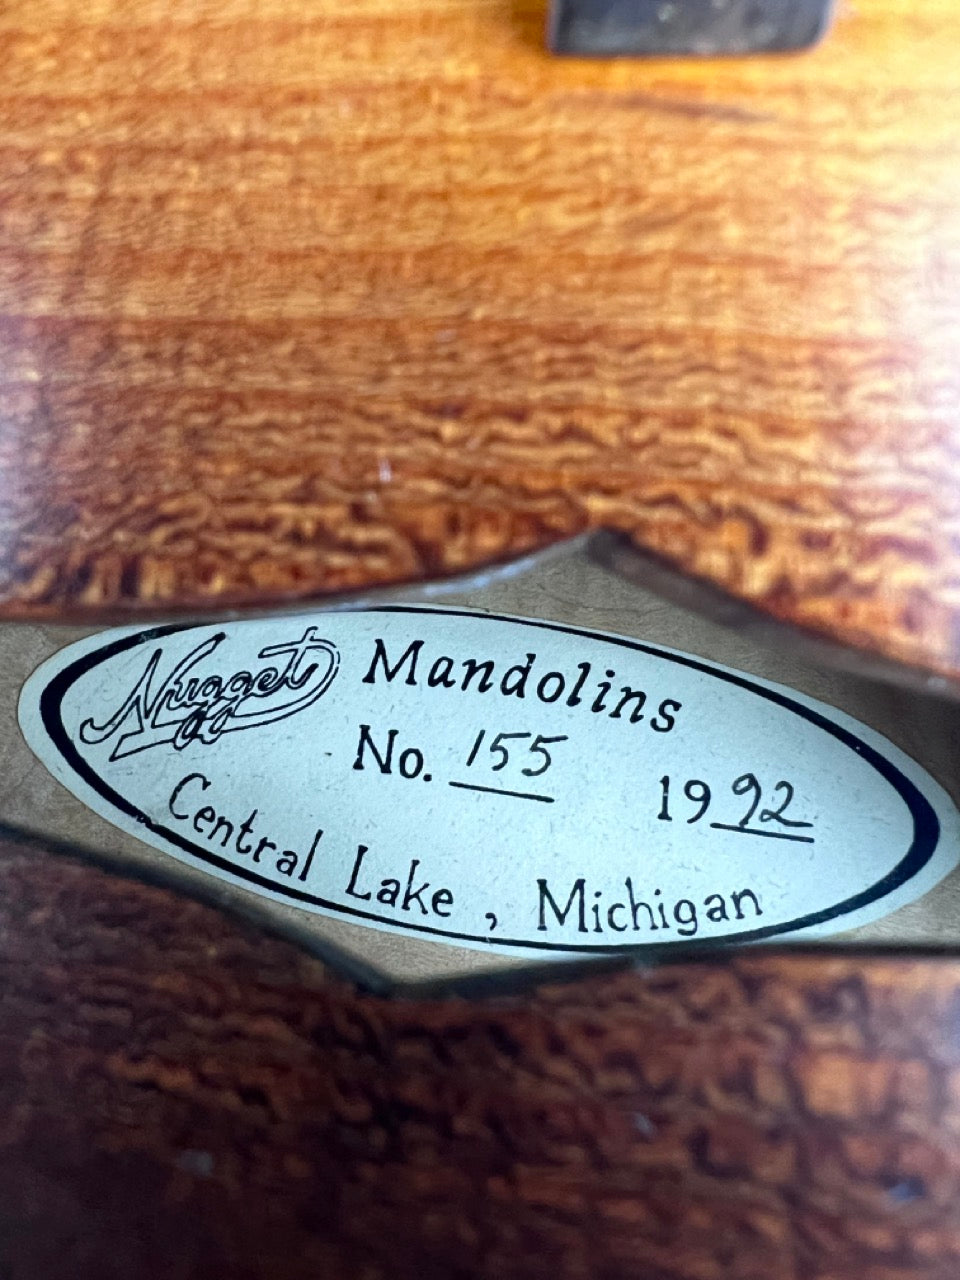 Nugget Mandolins
No. 155 1992
Central Lake, Michigan